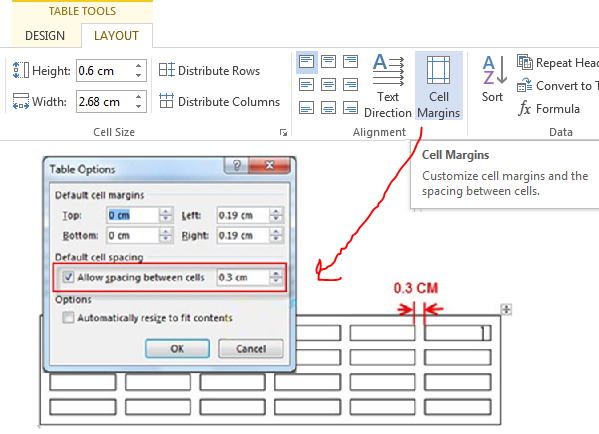 TABLE TOOLS
DESIGN LAYOUT
Height: 0.6 cm Distribute Rows
Width: 2.68 cm Distribute Columns
Cell Size
Text Direction
Cell Margins
Alignment
Sort
Repeat Head
Convert to T
Formula
Data
Cell Margins
Customize cell margins and the
spacing between cells.
Table Options
Default cell margins
Top: 0 cm Left: 0.19 cm
Bottom: 0 cm Right: 0.19 cm
Default cell spacing
Allow spacing between cells 0.3 cm
Options
Automatically resize to fit contents
OK Cancel
0.3 CM